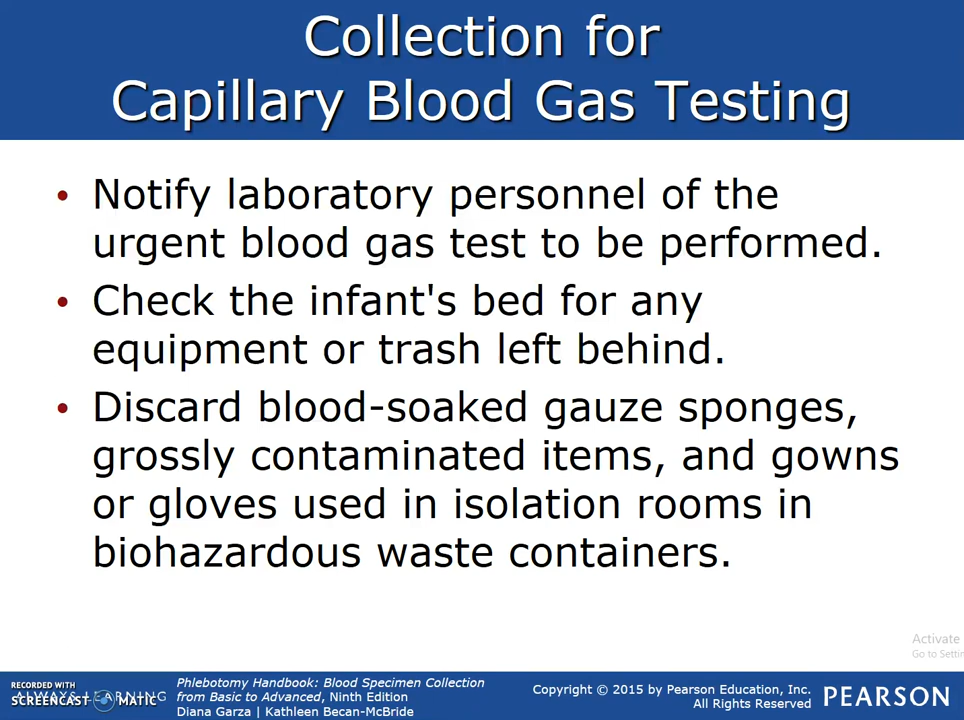 Collection for
Capillary Blood Gas Testing
• Notify laboratory personnel of the
urgent blood gas test to be performed.
• Check the infant's bed for any
equipment or trash left behind.
• Discard blood-soaked gauze sponges,
grossly contaminated items, and gowns
or gloves used in isolation rooms in
biohazardous waste containers.
Activate
Go to Settin
RECORDED WITH
SCREENCAST MATIC
ALWAYS LEARNING
Phlebotomy Handbook: Blood Specimen Collection
from Basic to Advanced, Ninth Edition
Diana Garza | Kathleen Becan-McBride
Copyright © 2015 by Pearson Education, Inc.
All Rights Reserved
PEARSON